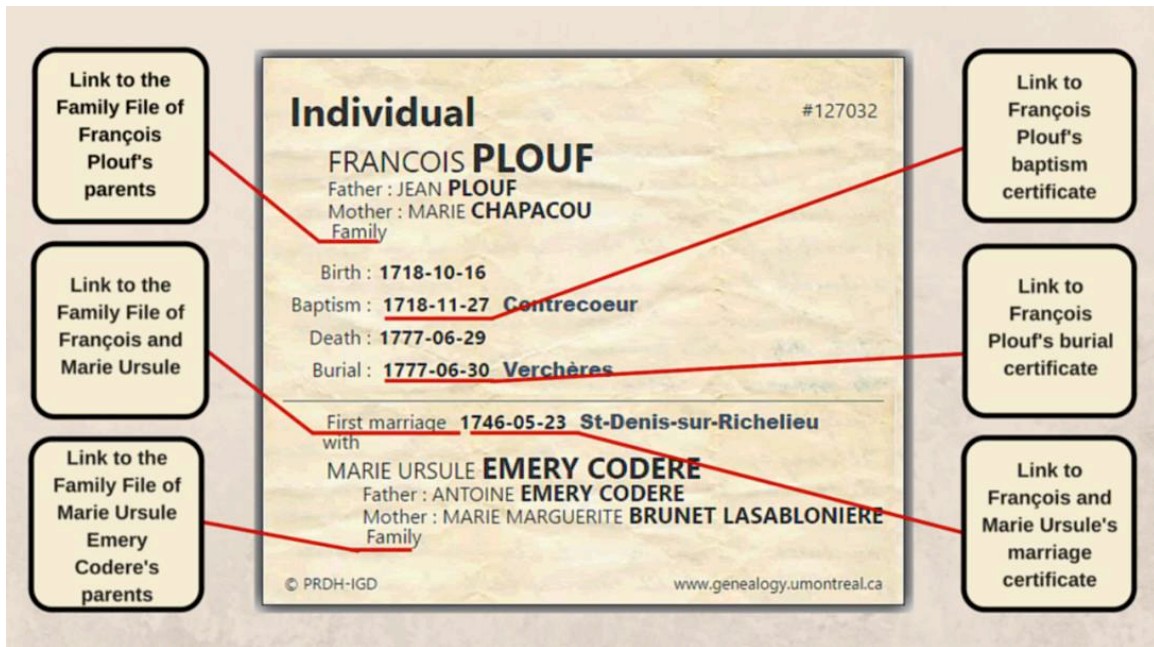 Link to the
Family File of
François
Plouf's
parents
Link to the
Family File of
François and
Marie Ursule
Link to the
Family File of
Marie Ursule
Emery
Codere's
parents
Individual #127032
FRANCOIS PLOUF
Father : JEAN PLOUF
Mother : MARIE CHAPACOU
Family
Birth : 1718-10-16
Baptism : 1718-11-27 Contrecoeur
Death : 1777-06-29
Burial : 1777-06-30 Verchères
First marriage 1746-05-23 St-Denis-sur-Richelieu
with
MARIE URSULE EMERY CODERE
Father : ANTOINE EMERY CODERE
Mother : MARIE MARGUERITE BRUNET LASABLONIERE
Family
© PRDH-IGD www.genealogy.umontreal.ca
Link to
François
Plouf's
baptism
certificate
Link to
François
Plouf's burial
certificate
Link to
François and
Marie Ursule's
marriage
certificate